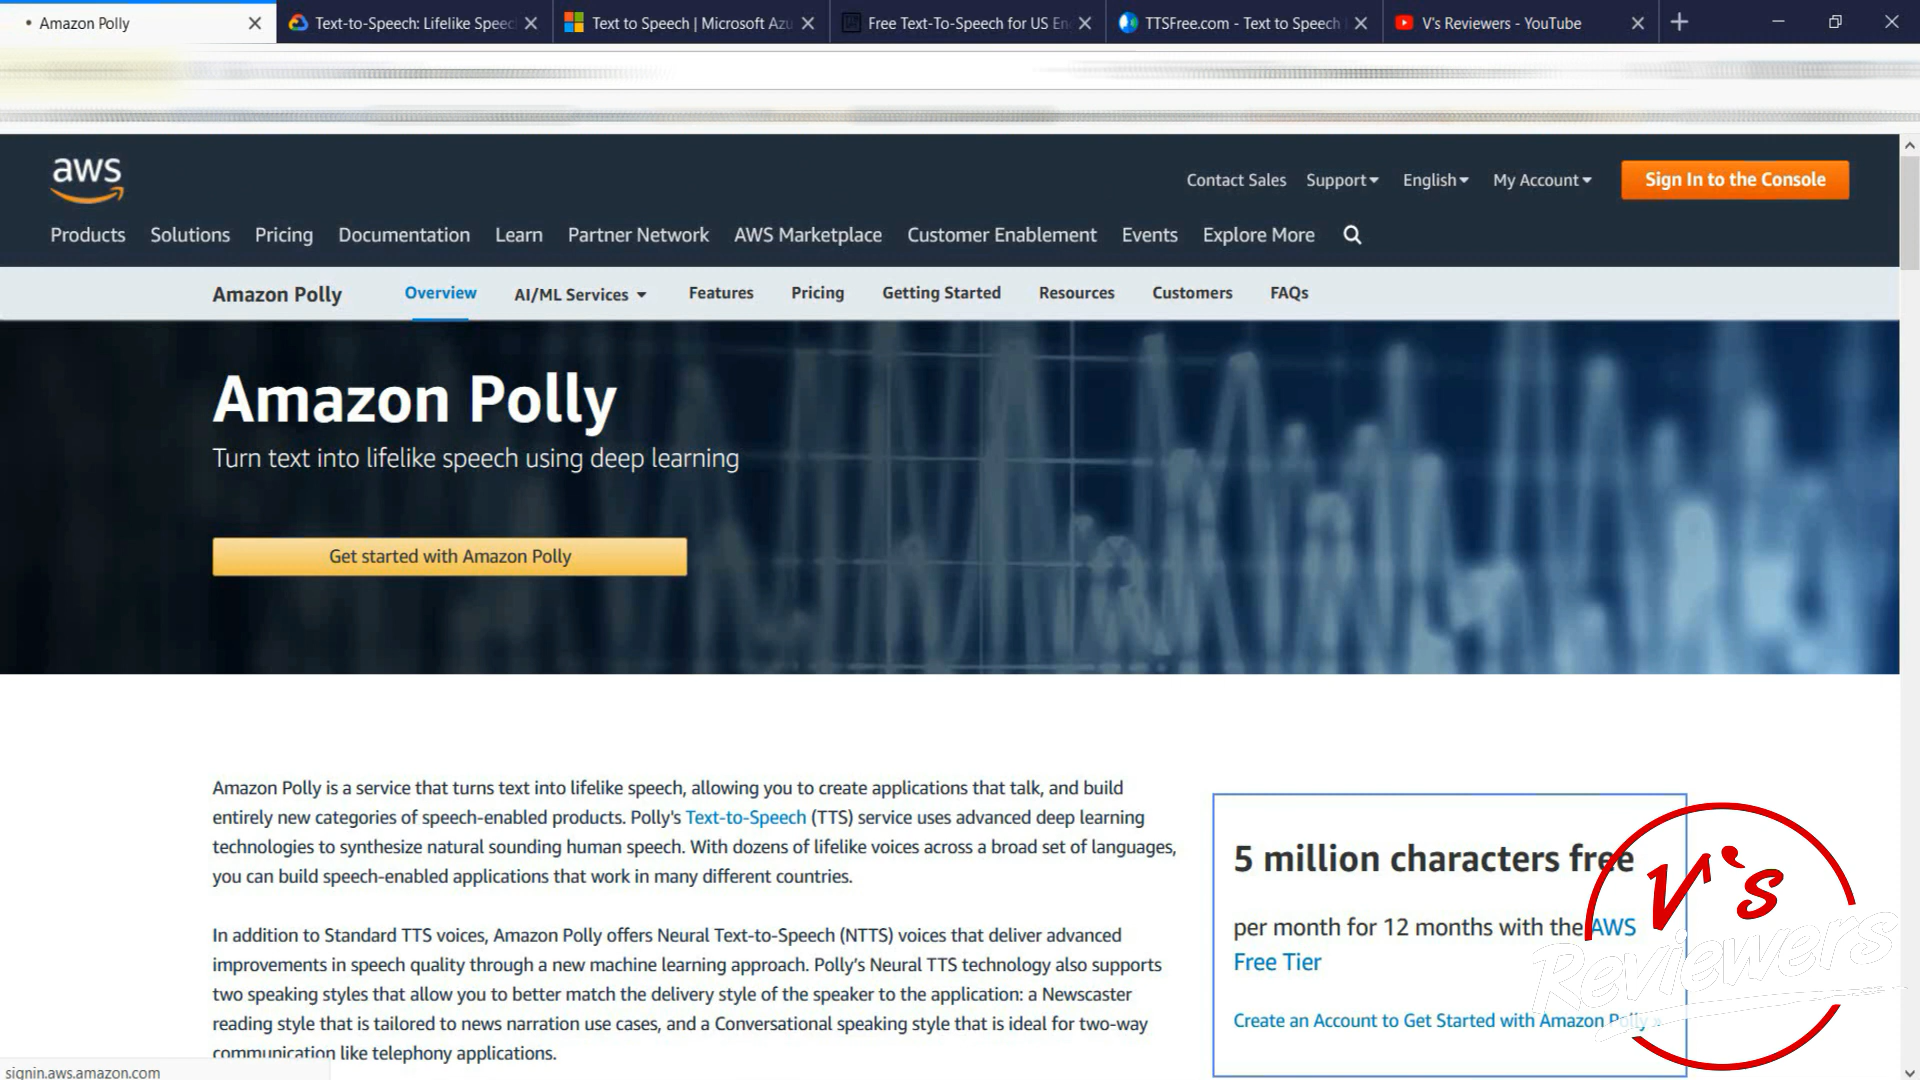 Amazon Polly
Text-to-Speech: Lifelike Speec
Text to Speech | Microsoft Azu
Free Text-To-Speech for US En
TTSFree.com - Text to Speech
V's Reviewers - YouTube
aws
Contact Sales
Support
English
My Account
Sign In to the Console
Products
Solutions
Pricing
Documentation
Learn
Partner Network
AWS Marketplace
Customer Enablement
Events
Explore More
Amazon Polly
Overview
AI/ML Services
Features
Pricing
Getting Started
Resources
Customers
FAQs
Amazon Polly
Turn text into lifelike speech using deep learning
Get started with Amazon Polly
Amazon Polly is a service that turns text into lifelike speech, allowing you to create applications that talk, and build
entirely new categories of speech-enabled products. Polly's Text-to-Speech (TTS) service uses advanced deep learning
technologies to synthesize natural sounding human speech. With dozens of lifelike voices across a broad set of languages,
you can build speech-enabled applications that work in many different countries.
In addition to Standard TTS voices, Amazon Polly offers Neural Text-to-Speech (NTTS) voices that deliver advanced
improvements in speech quality through a new machine learning approach. Polly's Neural TTS technology also supports
two speaking styles that allow you to better match the delivery style of the speaker to the application: a Newscaster
reading style that is tailored to news narration use cases, and a Conversational speaking style that is ideal for two-way
communication like telephony applications.
5 million characters free
per month for 12 months with the AWS
Free Tier
Create an Account to Get Started with Amazon Polly »
V's
Reviewers
signin.aws.amazon.com